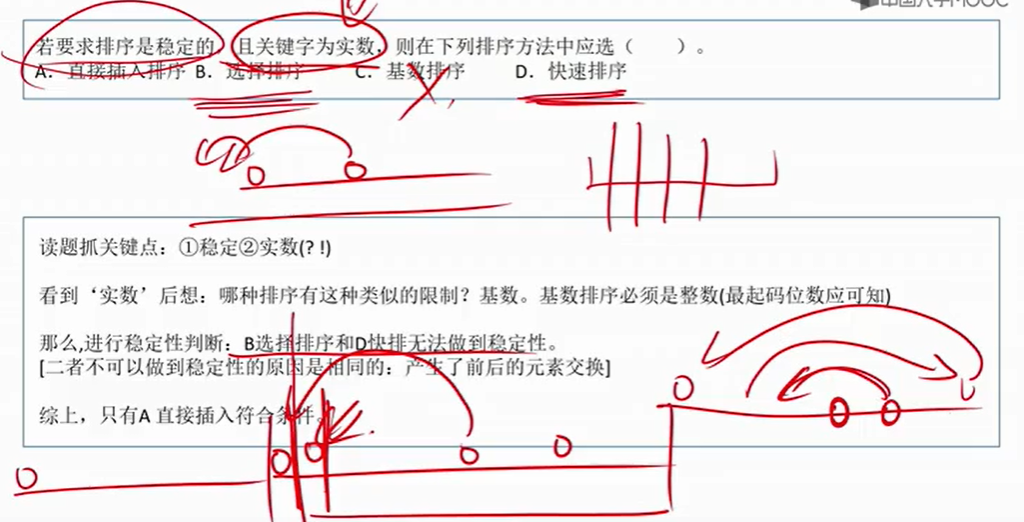 中国大学MOOC
若要求排序是稳定的，且关键字为实数，则在下列排序方法中应选（　　）。
A. 直接插入排序 B. 选择排序 C. 基数排序 D. 快速排序
读题抓关键点：①稳定②实数(? !)
看到‘实数’后想：哪种排序有这种类似的限制？基数。基数排序必须是整数(最起码位数应可知)
那么,进行稳定性判断：B选择排序和D快排无法做到稳定性。
[二者不可以做到稳定性的原因是相同的：产生了前后的元素交换]
综上，只有A 直接插入符合条件。